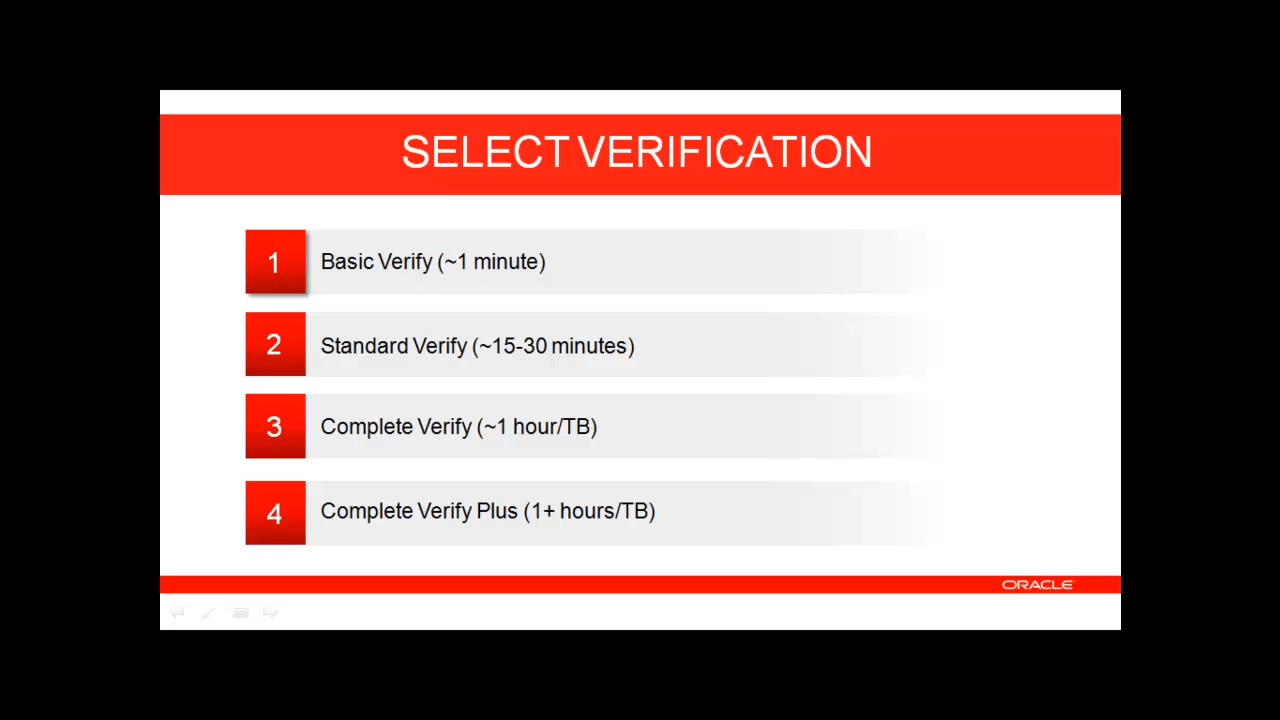 SELECT VERIFICATION
1 Basic Verify (~1 minute)
2 Standard Verify (~15-30 minutes)
3 Complete Verify (~1 hour/TB)
4 Complete Verify Plus (1+ hours/TB)
ORACLE